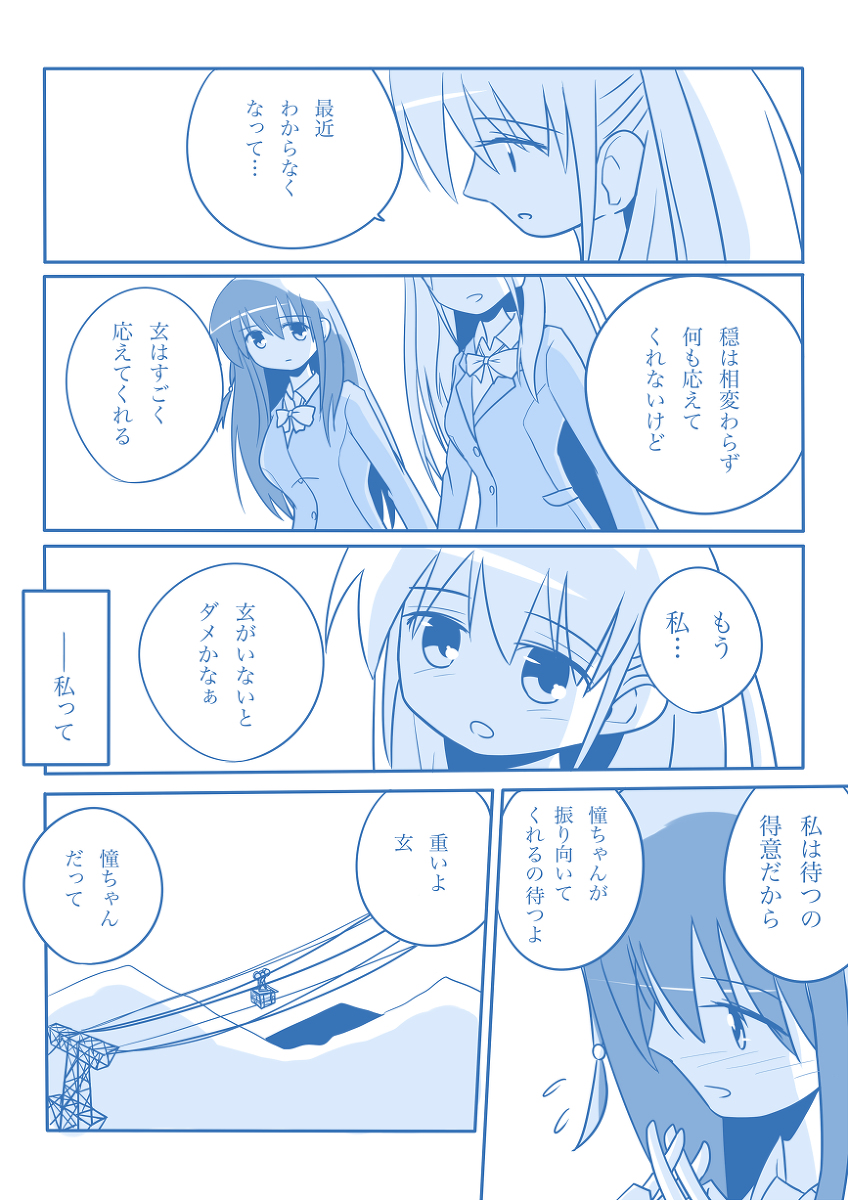 最近
わからなく
なって…
穏は相変わらず
何も応えて
くれないけど
玄はすごく
応えてくれる
もう
私…
玄がいないと
ダメかなぁ
――私って
私は待つの
得意だから
憧ちゃんが
振り向いて
くれるの待つよ
重いよ
玄
憧ちゃん
だって